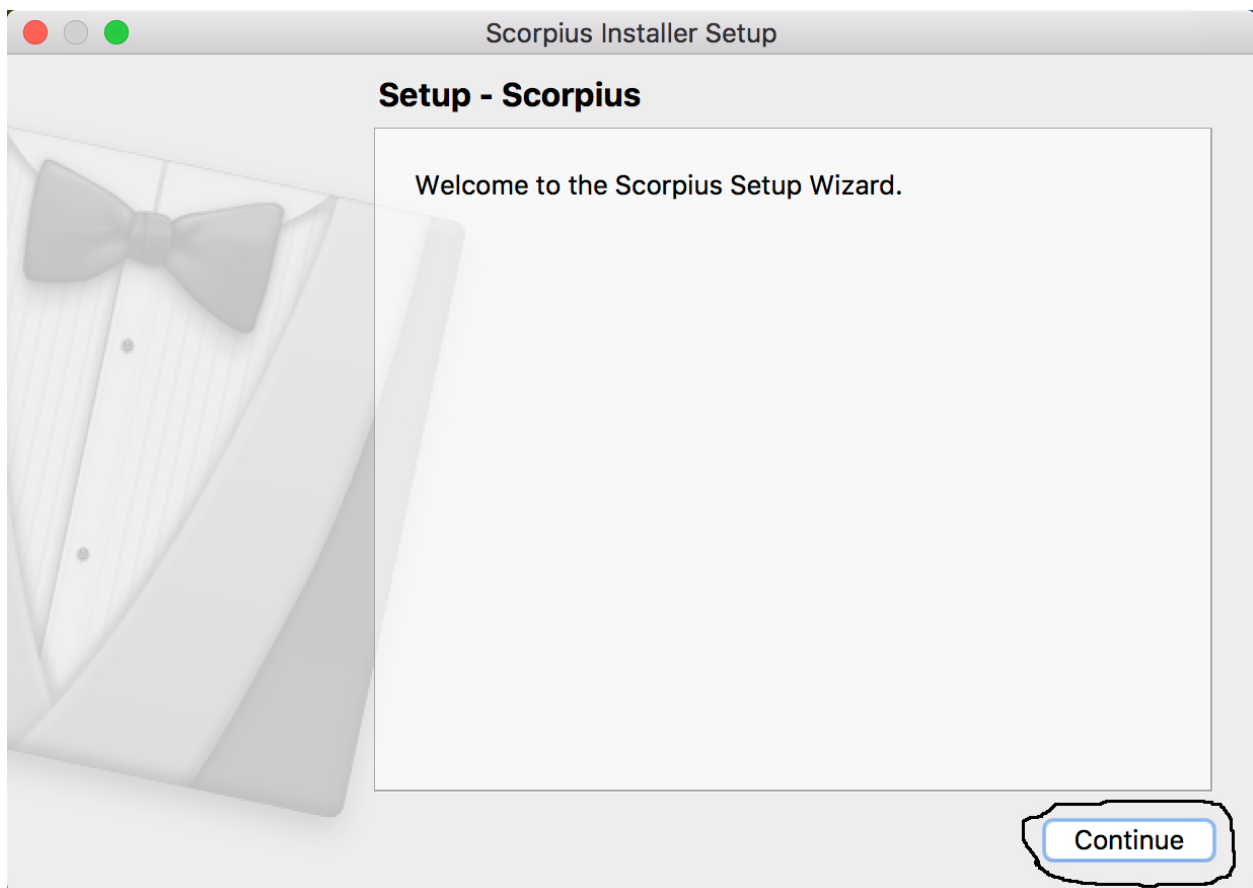 Scorpius Installer Setup
Setup - Scorpius
Welcome to the Scorpius Setup Wizard.
Continue